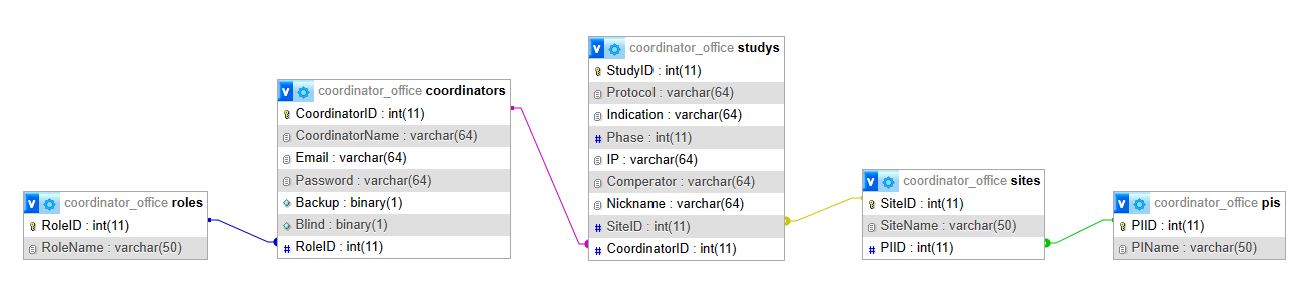 coordinator_office roles
RoleID : int(11)
RoleName : varchar(50)
coordinator_office coordinators
CoordinatorID : int(11)
CoordinatorName : varchar(64)
Email : varchar(64)
Password : varchar(64)
Backup : binary(1)
Blind : binary(1)
RoleID : int(11)
coordinator_office studys
StudyID : int(11)
Protocol : varchar(64)
Indication : varchar(64)
Phase : int(11)
IP : varchar(64)
Comperator : varchar(64)
Nickname : varchar(64)
SiteID : int(11)
CoordinatorID : int(11)
coordinator_office sites
SiteID : int(11)
SiteName : varchar(50)
PIID : int(11)
coordinator_office pis
PIID : int(11)
PIName : varchar(50)